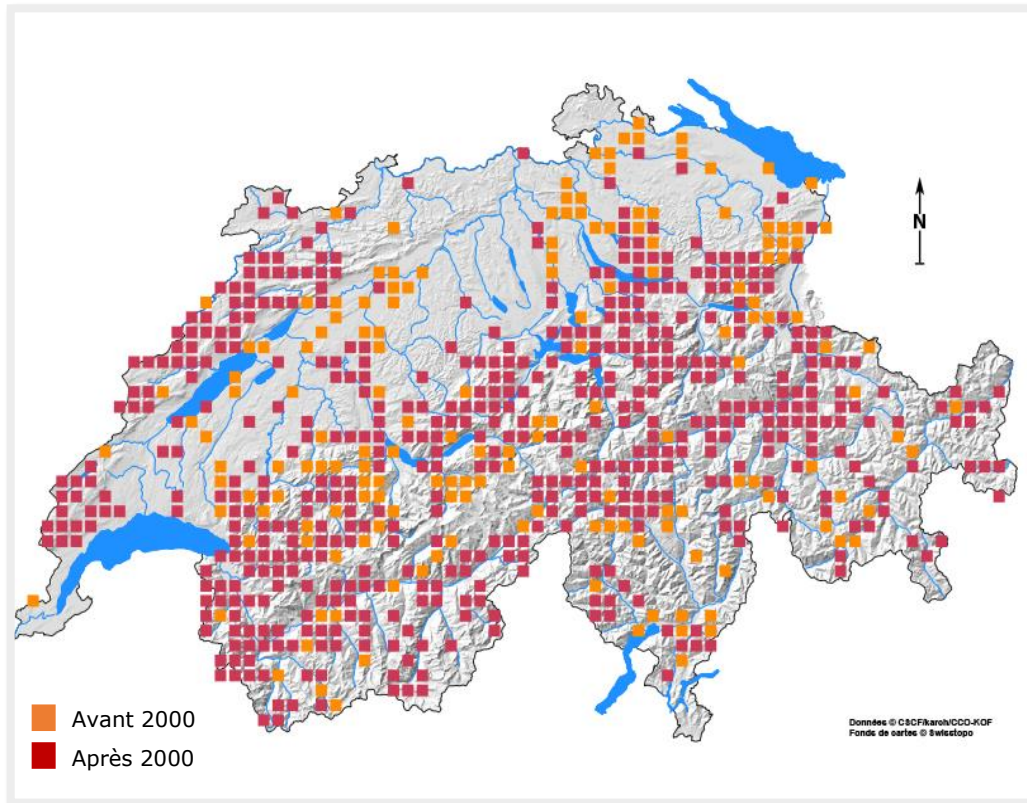 N
Avant 2000
Après 2000
Données © CSCF/karch/CCO-KOF
Fonds de cartes © Swisstopo